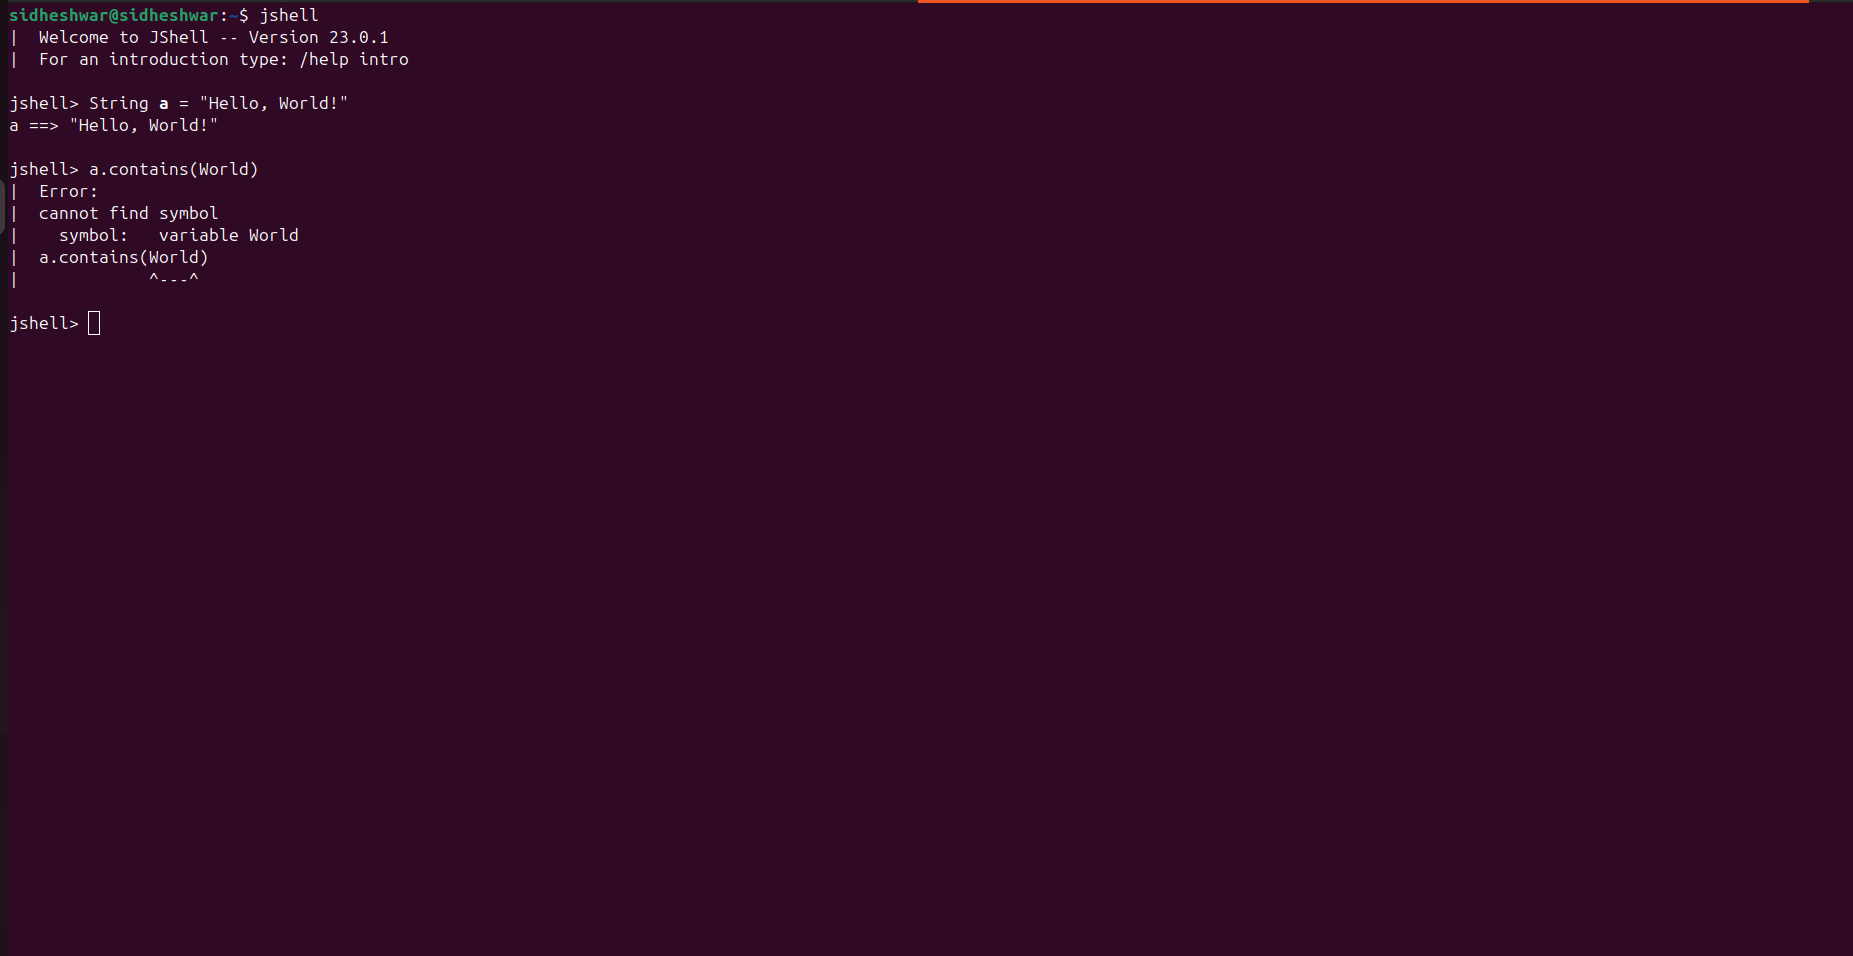 sidheshwar@sidheshwar:~$ jshell
|  Welcome to JShell -- Version 23.0.1
|  For an introduction type: /help intro

jshell> String a = "Hello, World!"
a ==> "Hello, World!"

jshell> a.contains(World)
|  Error:
|  cannot find symbol
|    symbol:   variable World
|  a.contains(World)
|             ^---^

jshell>